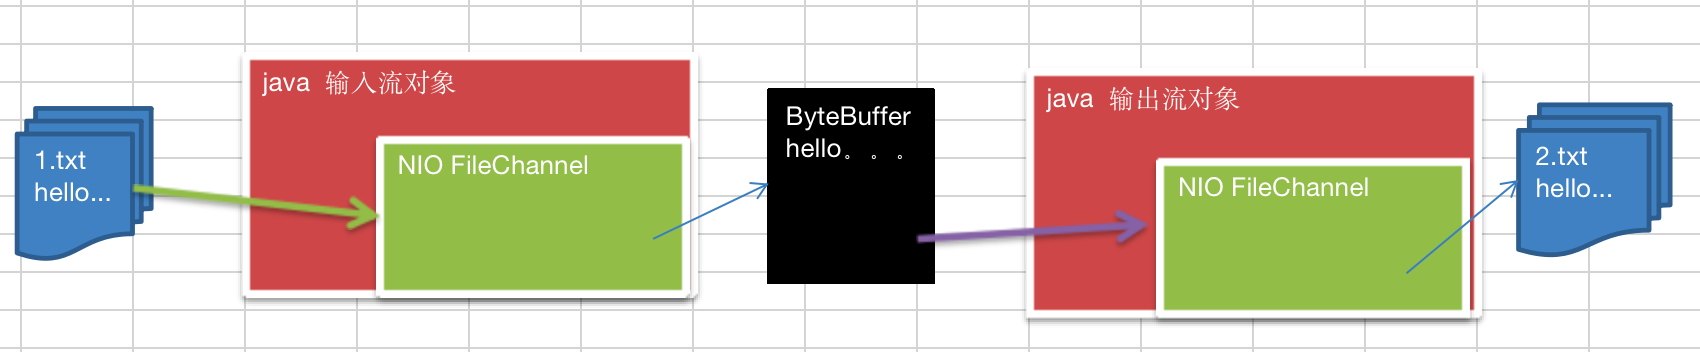 1.txt
hello...
java 输入流对象
NIO FileChannel
ByteBuffer
hello。。。
java 输出流对象
NIO FileChannel
2.txt
hello...